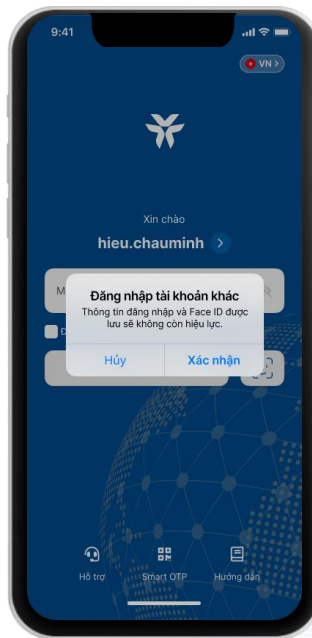 9:41
VN >
Xin chào
hieu.chauminh >
M
Đăng nhập tài khoản khác
Thông tin đăng nhập và Face ID được
lưu sẽ không còn hiệu lực.
Hủy
Xác nhận
Hỗ trợ
Smart OTP
Hướng dẫn